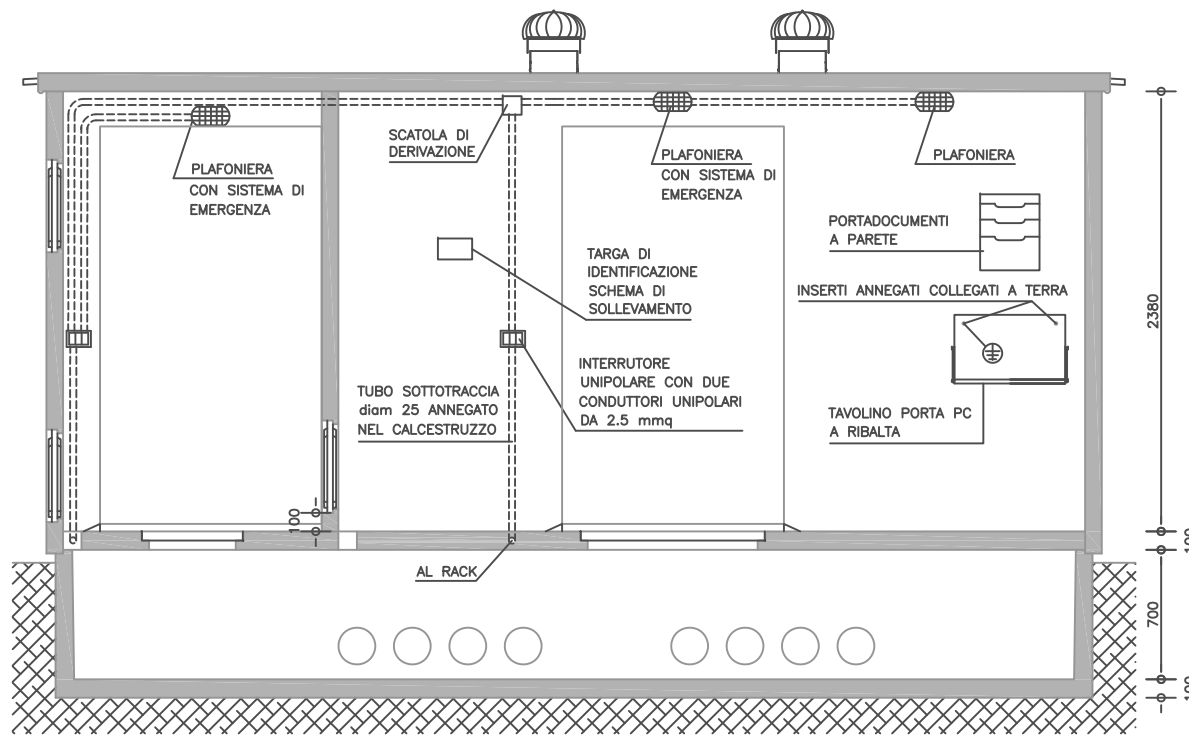 SCATOLA DI
DERIVAZIONE
PLAFONIERA
CON SISTEMA DI
EMERGENZA
PLAFONIERA
CON SISTEMA DI
EMERGENZA
PLAFONIERA
PORTADOCUMENTI
A PARETE
TARGA DI
IDENTIFICAZIONE
SCHEMA DI
SOLLEVAMENTO
INSERTI ANNEGATI COLLEGATI A TERRA
2380
INTERRUTORE
UNIPOLARE CON DUE
CONDUTTORI UNIPOLARI
DA 2.5 mmq
TUBO SOTTOTRACCIA
diam 25 ANNEGATO
NEL CALCESTRUZZO
TAVOLINO PORTA PC
A RIBALTA
100
100
AL RACK
700
100